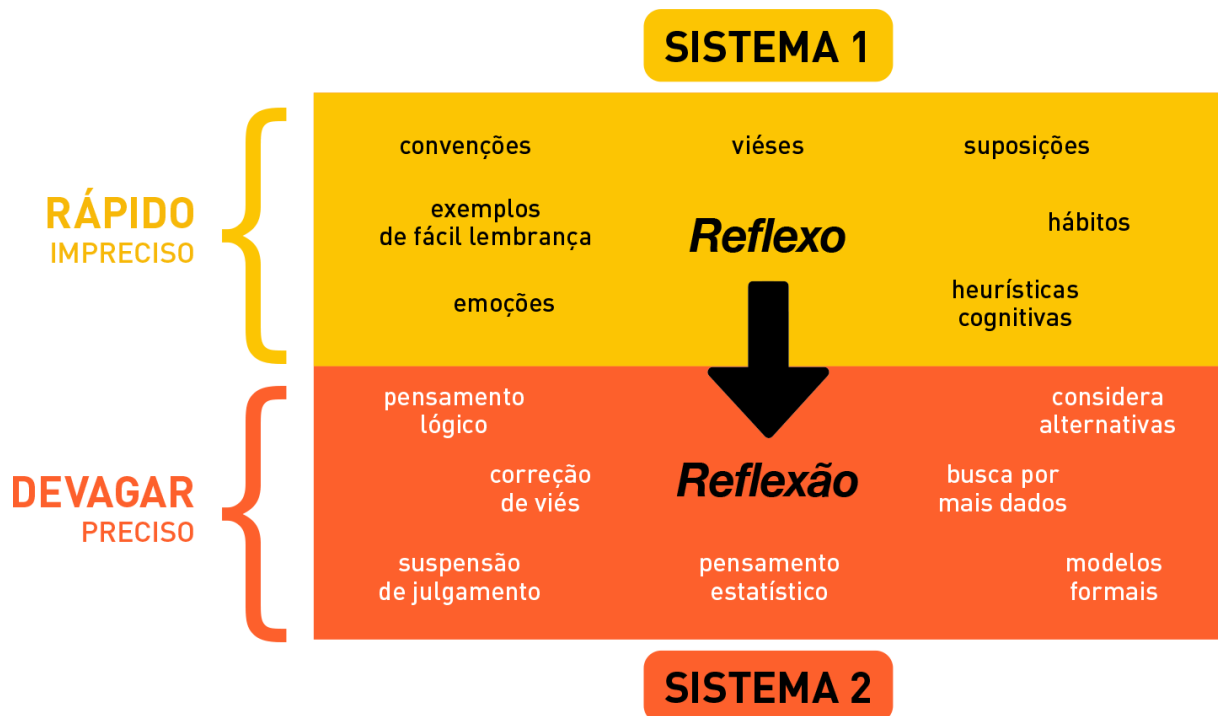 SISTEMA 1
RÁPIDO
IMPRECISO
convenções
viéses
suposições
exemplos
de fácil lembrança
Reflexo
hábitos
emoções
heurísticas
cognitivas
DEVAGAR
PRECISO
pensamento
lógico
considera
alternativas
correção
de viés
Reflexão
busca por
mais dados
suspensão
de julgamento
pensamento
estatístico
modelos
formais
SISTEMA 2